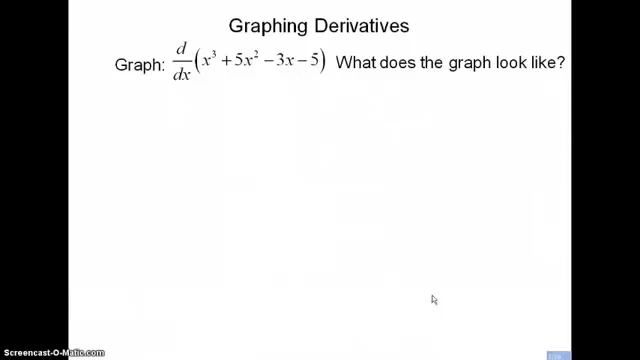 Graphing Derivatives
Graph: d/dx (x³ + 5x² − 3x − 5) What does the graph look like?
Screencast-O-Matic.com